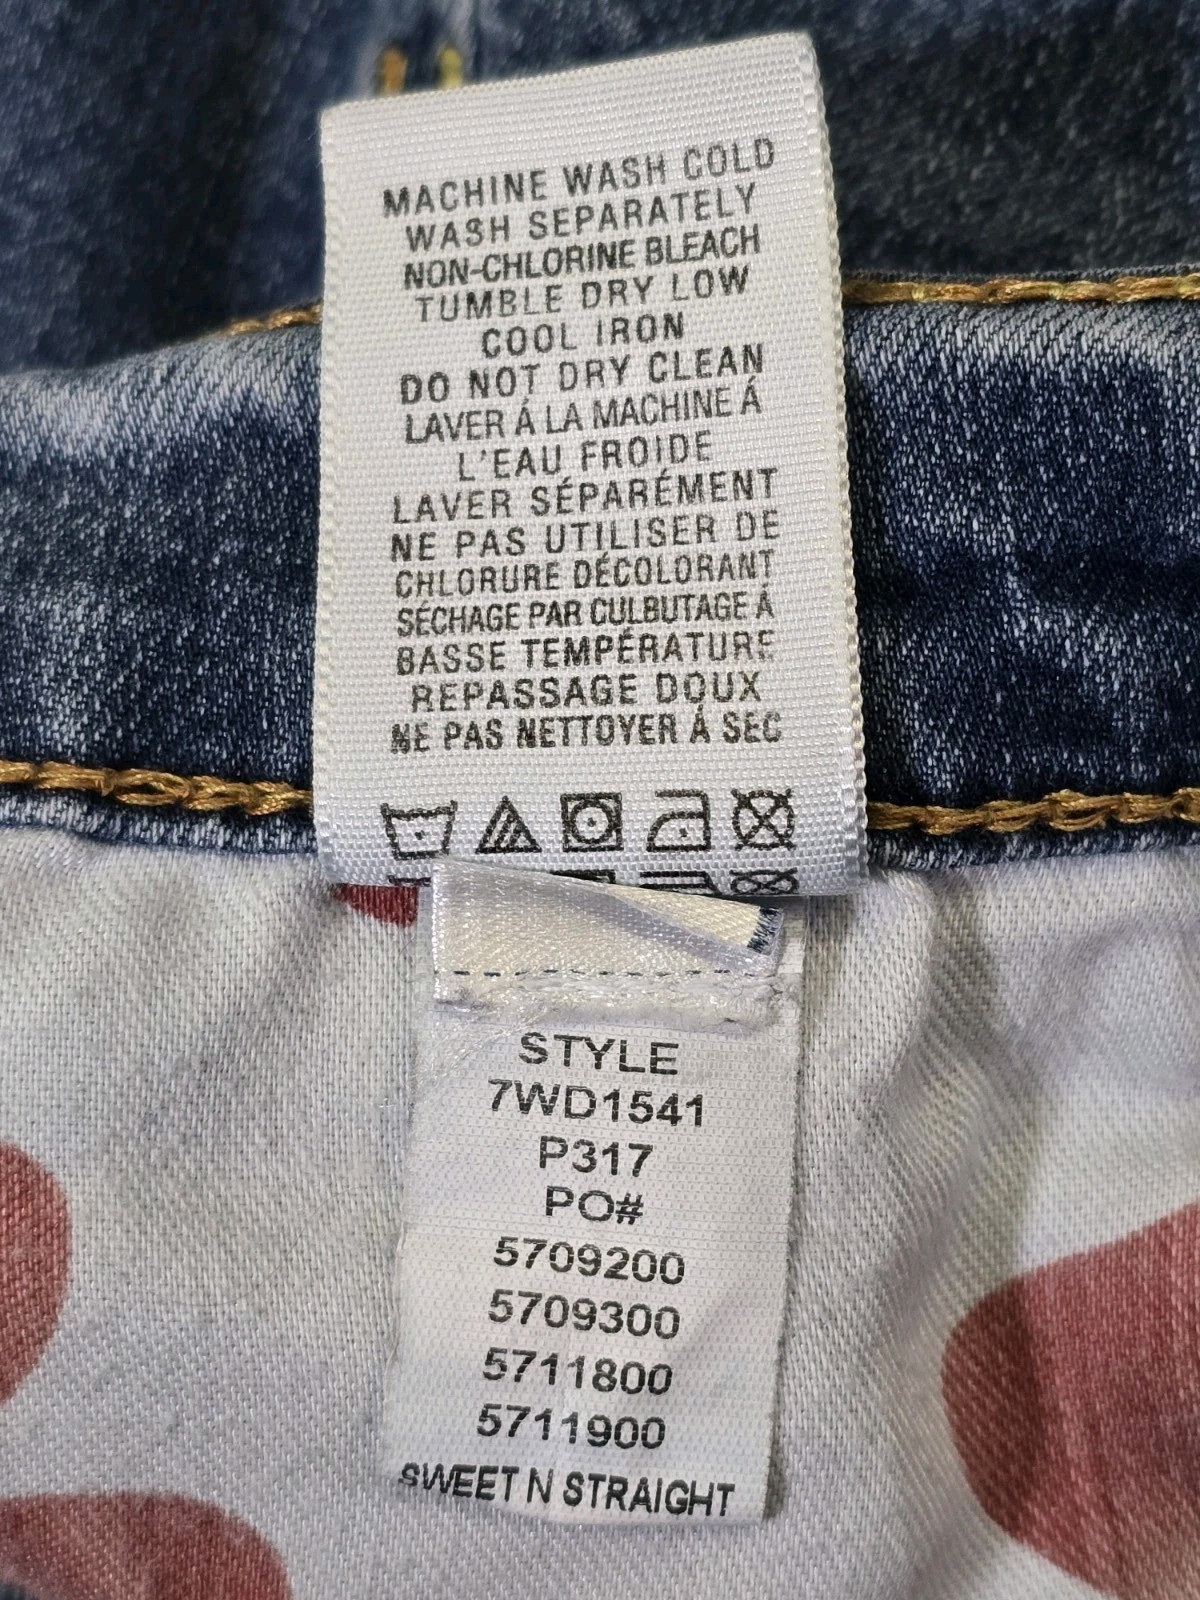 MACHINE WASH COLD
WASH SEPARATELY
NON-CHLORINE BLEACH
TUMBLE DRY LOW
COOL IRON
DO NOT DRY CLEAN
LAVER Á LA MACHINE Á
L'EAU FROIDE
LAVER SÉPARÉMENT
NE PAS UTILISER DE
CHLORURE DÉCOLORANT
SÉCHAGE PAR CULBUTAGE Á
BASSE TEMPÉRATURE
REPASSAGE DOUX
NE PAS NETTOYER Á SEC
STYLE
7WD1541
P317
PO#
5709200
5709300
5711800
5711900
SWEET N STRAIGHT